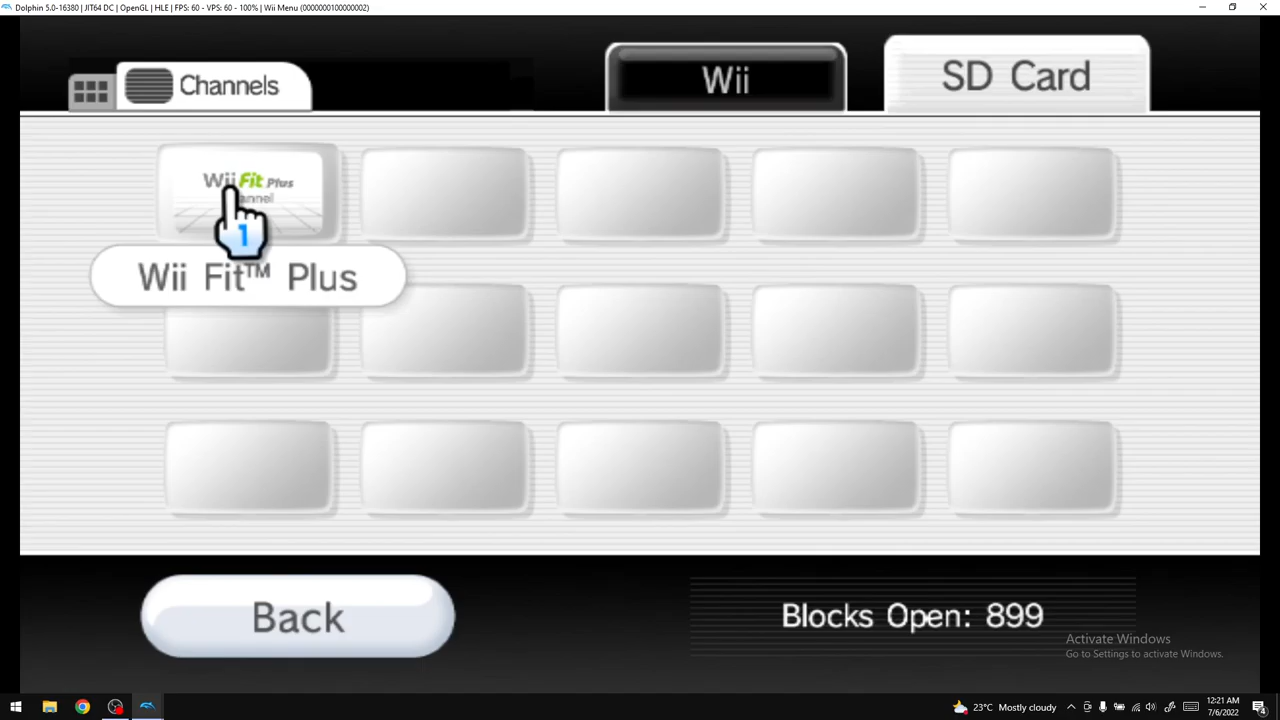 Dolphin 5.0-16380 | JIT64 DC | OpenGL | HLE | FPS: 60 - VPS: 60 - 100% | Wii Menu (0000000100000002)
Channels
Wii
SD Card
Wii Fit Plus
1
Wii Fit™ Plus
Back
Blocks Open: 899
Activate Windows
Go to Settings to activate Windows.
23°C Mostly cloudy
12:21 AM
7/6/2022
4